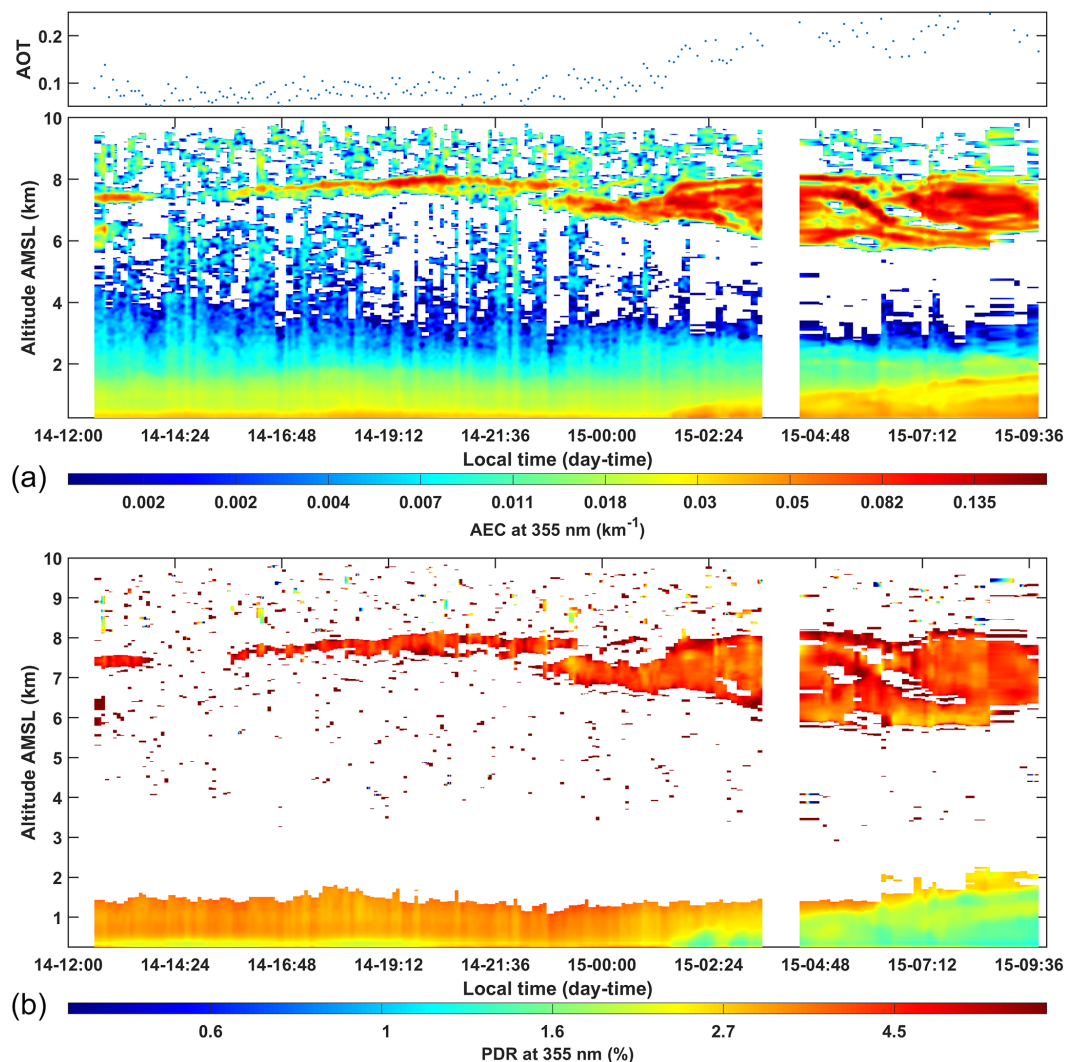 AOT
0.2
0.1
Altitude AMSL (km)
10
8
6
4
2
14-12:00 14-14:24 14-16:48 14-19:12 14-21:36 15-00:00 15-02:24 15-04:48 15-07:12 15-09:36
Local time (day-time)
(a)
0.002 0.002 0.004 0.007 0.011 0.018 0.03 0.05 0.082 0.135
AEC at 355 nm (km-1)
Altitude AMSL (km)
10
9
8
7
6
5
4
3
2
1
14-12:00 14-14:24 14-16:48 14-19:12 14-21:36 15-00:00 15-02:24 15-04:48 15-07:12 15-09:36
Local time (day-time)
(b)
0.6 1 1.6 2.7 4.5
PDR at 355 nm (%)